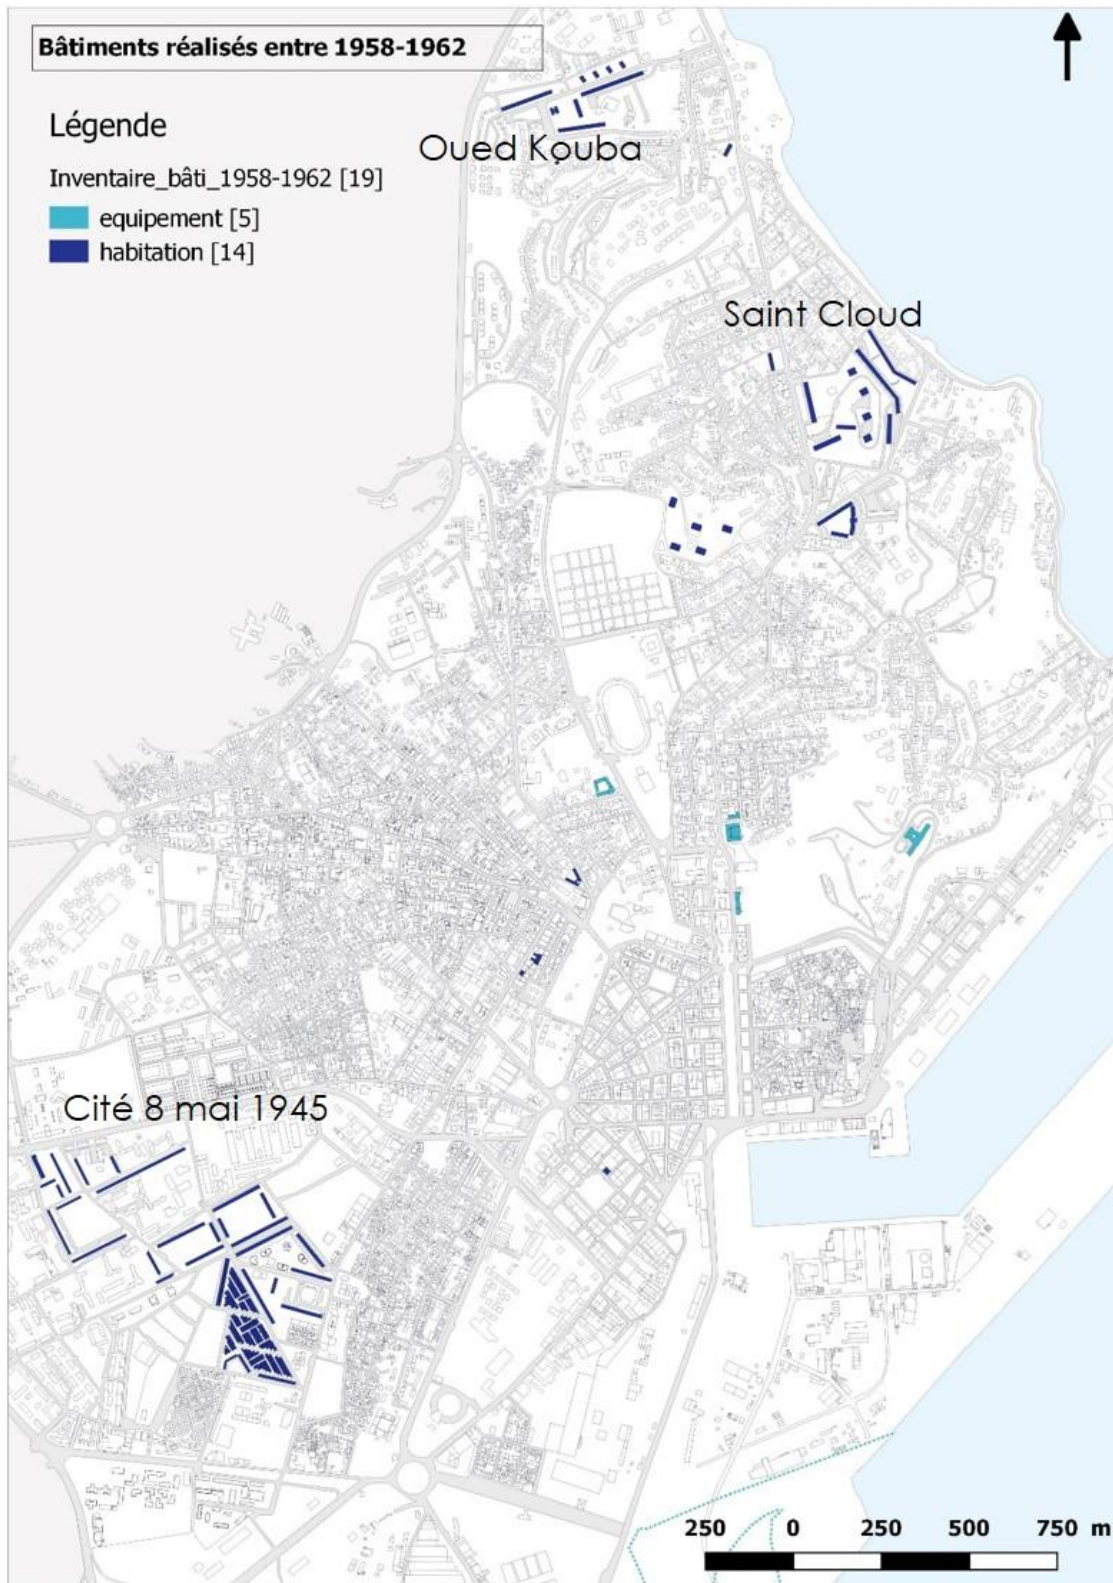 Bâtiments réalisés entre 1958-1962
Légende
Inventaire_bâti_1958-1962 [19]
equipement [5]
habitation [14]
Oued Kouba
Saint Cloud
Cité 8 mai 1945
250 0 250 500 750 m